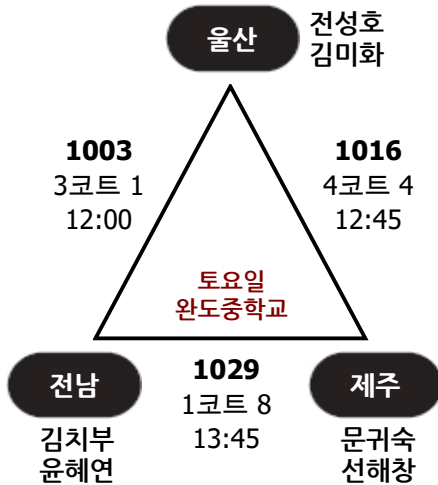 울산
전성호
김미화
1003
3코트 1
12:00
1016
4코트 4
12:45
토요일
완도중학교
전남
김치부
윤혜연
1029
1코트 8
13:45
제주
문귀숙
선해창